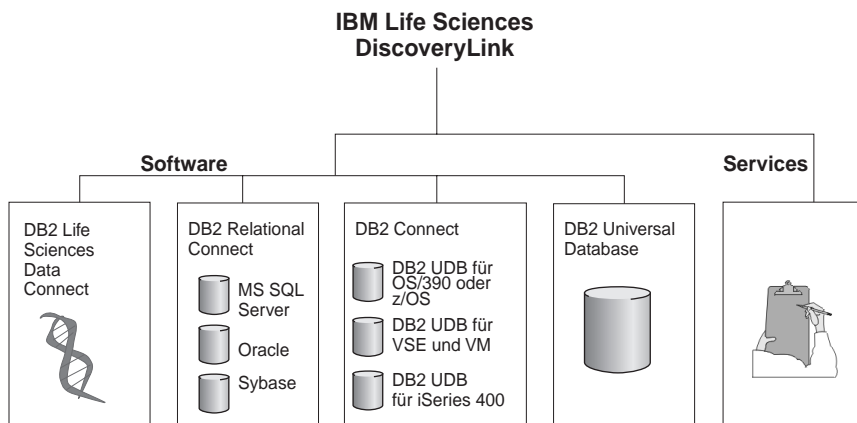 IBM Life Sciences
DiscoveryLink
Software
Services
DB2 Life
Sciences
Data
Connect
DB2 Relational
Connect
MS SQL
Server
Oracle
Sybase
DB2 Connect
DB2 UDB für
OS/390 oder
z/OS
DB2 UDB für
VSE und VM
DB2 UDB
für iSeries 400
DB2 Universal
Database